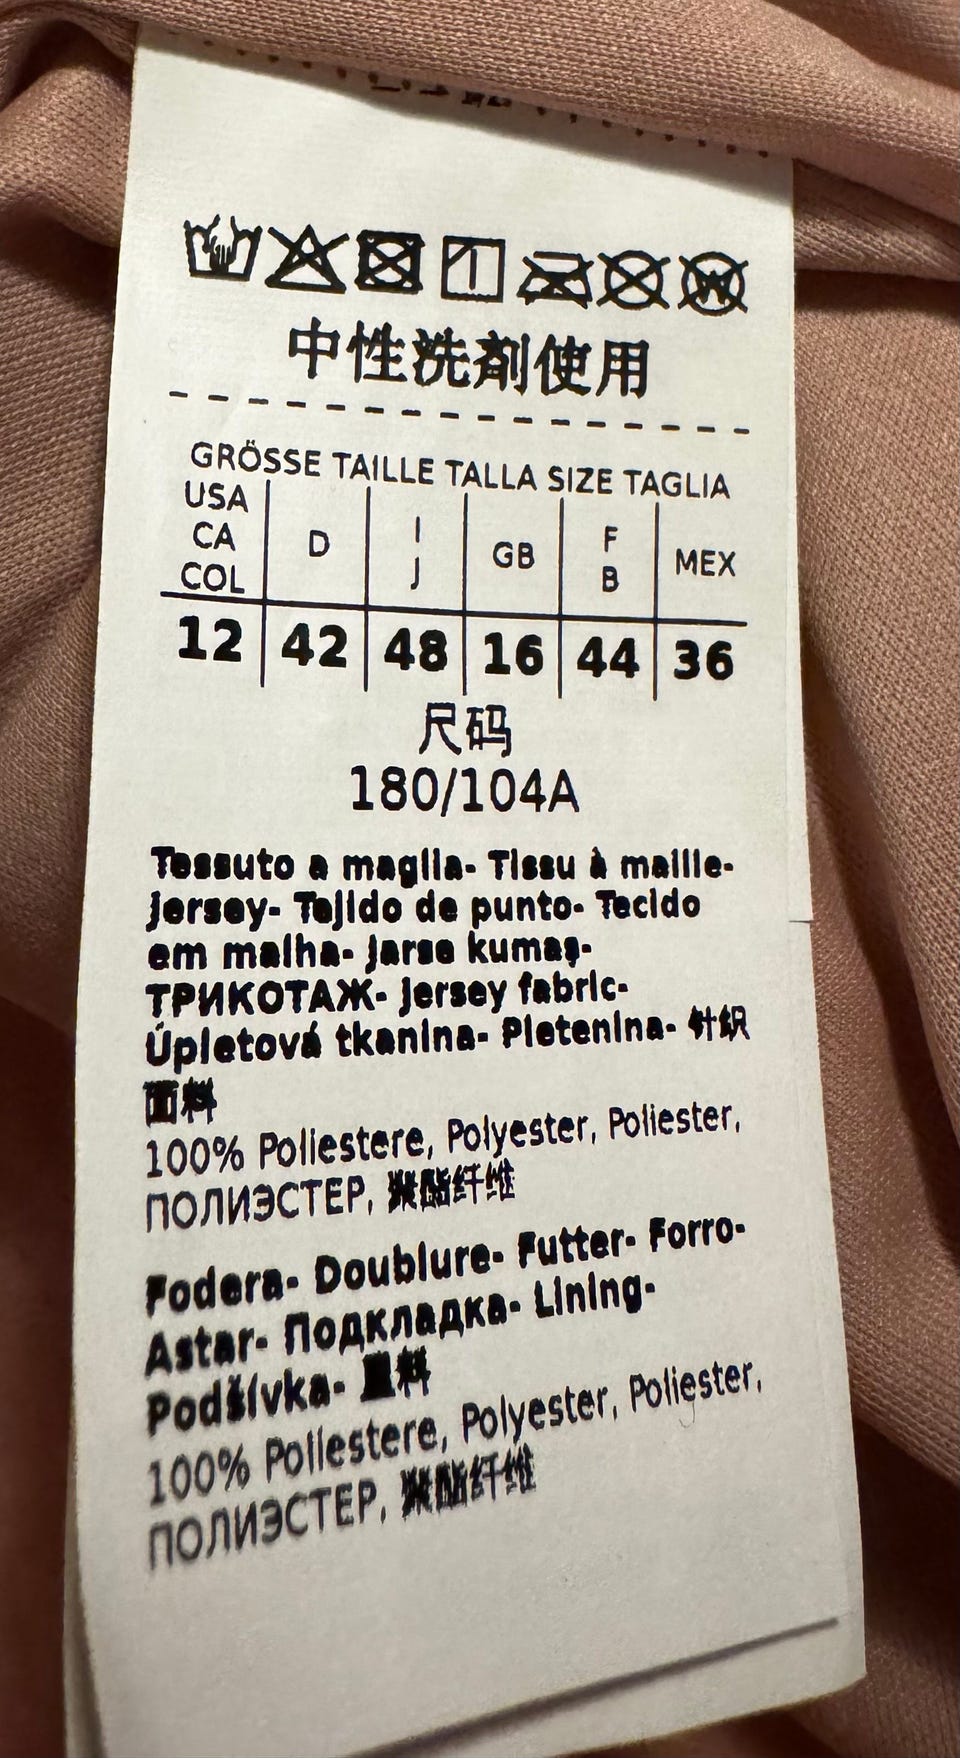 中性洗剤使用
GRÖSSE TAILLE TALLA SIZE TAGLIA
USA CA COL D I J GB F B MEX
12 42 48 16 44 36
尺码
180/104A
Tessuto a maglia- Tissu à maille-
Jersey- Tejido de punto- Tecido
em malha- Jarse kumaş-
ТРИКОТАЖ- Jersey fabric-
Úpletová tkanina- Pletenina- 针织
面料
100% Poliestere, Polyester, Poliester,
ПОЛИЭСТЕР, 聚酯纤维
Fodera- Doublure- Futter- Forro-
Astar- Подкладка- Lining-
Podšívka- 里料
100% Poliestere, Polyester, Poliester,
ПОЛИЭСТЕР, 聚酯纤维